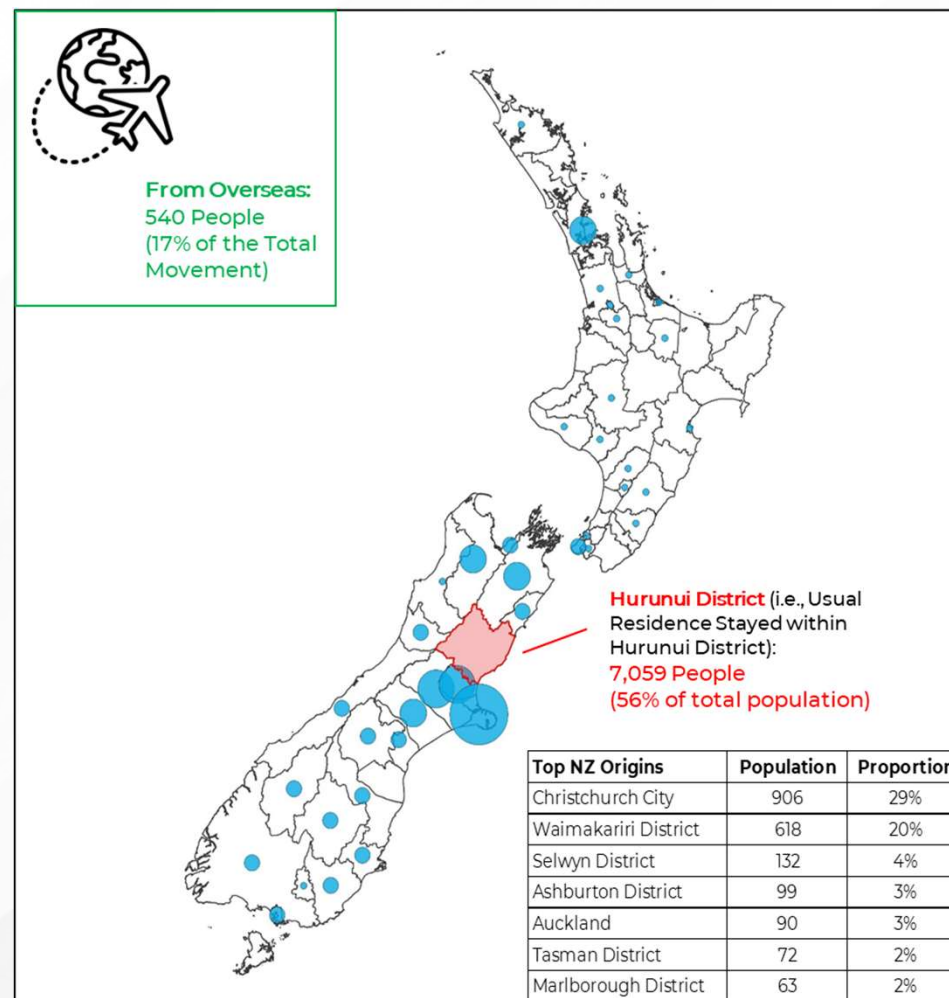 From Overseas:
540 People
(17% of the Total
Movement)
Hurunui District (i.e., Usual
Residence Stayed within
Hurunui District):
7,059 People
(56% of total population)
Top NZ Origins Population Proportion
Christchurch City 906 29%
Waimakariri District 618 20%
Selwyn District 132 4%
Ashburton District 99 3%
Auckland 90 3%
Tasman District 72 2%
Marlborough District 63 2%